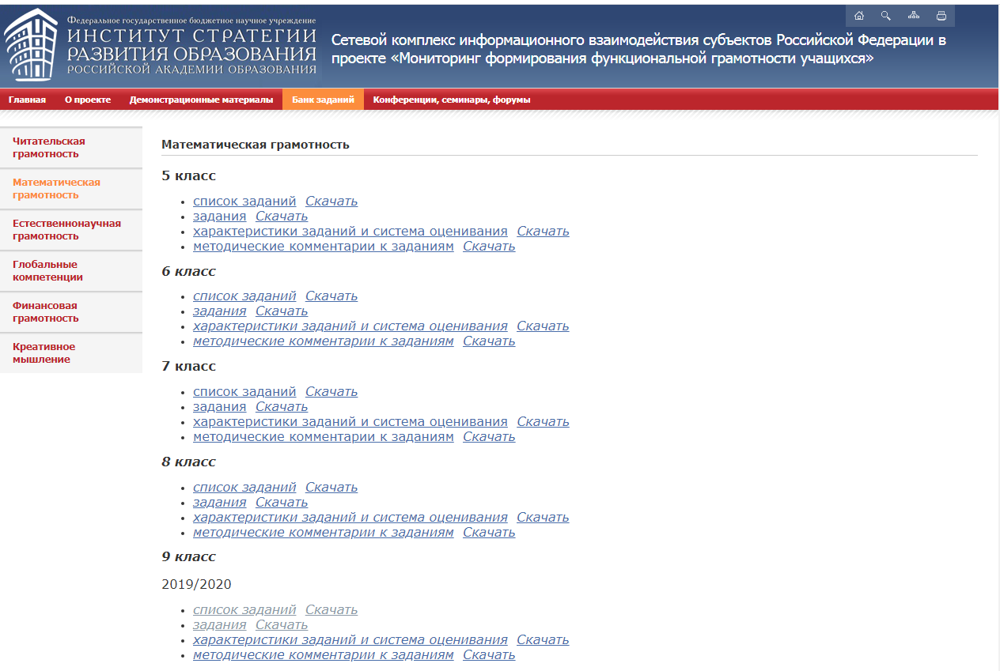 Федеральное государственное бюджетное научное учреждение
ИНСТИТУТ СТРАТЕГИИ
РАЗВИТИЯ ОБРАЗОВАНИЯ
РОССИЙСКОЙ АКАДЕМИИ ОБРАЗОВАНИЯ
Сетевой комплекс информационного взаимодействия субъектов Российской Федерации в
проекте «Мониторинг формирования функциональной грамотности учащихся»
Главная О проекте Демонстрационные материалы Банк заданий Конференции, семинары, форумы
Читательская
грамотность
Математическая
грамотность
Естественнонаучная
грамотность
Глобальные
компетенции
Финансовая
грамотность
Креативное
мышление
Математическая грамотность
5 класс
список заданий Скачать
задания Скачать
характеристики заданий и система оценивания Скачать
методические комментарии к заданиям Скачать
6 класс
список заданий Скачать
задания Скачать
характеристики заданий и система оценивания Скачать
методические комментарии к заданиям Скачать
7 класс
список заданий Скачать
задания Скачать
характеристики заданий и система оценивания Скачать
методические комментарии к заданиям Скачать
8 класс
список заданий Скачать
задания Скачать
характеристики заданий и система оценивания Скачать
методические комментарии к заданиям Скачать
9 класс
2019/2020
список заданий Скачать
задания Скачать
характеристики заданий и система оценивания Скачать
методические комментарии к заданиям Скачать